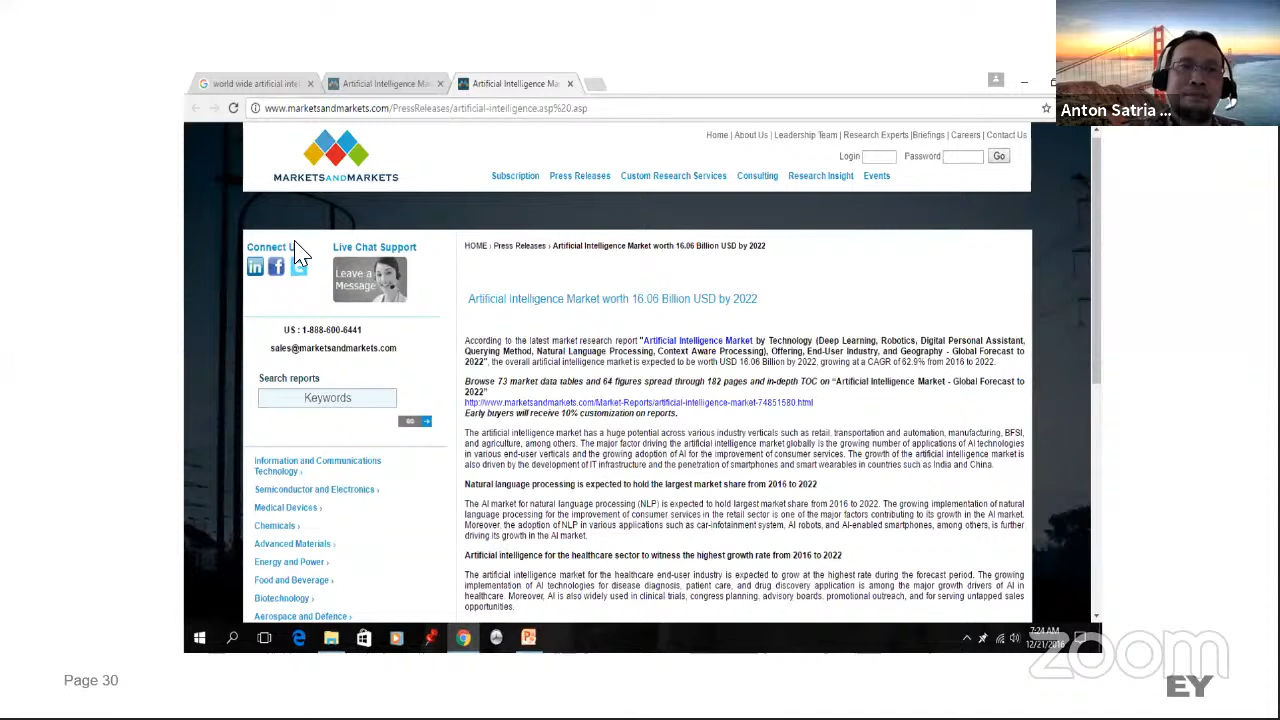 world wide artificial inte
Artificial Intelligence Ma
Artificial Intelligence Ma
www.marketsandmarkets.com/PressReleases/artificial-intelligence.asp%20.asp
Anton Satria ...
Home | About Us | Leadership Team | Research Experts |Briefings | Careers | Contact Us
Login
Password
Go
MARKETSANDMARKETS
Subscription Press Releases Custom Research Services Consulting Research Insight Events
Connect U
Live Chat Support
in f
Leave a
Message
US : 1-888-600-6441
sales@marketsandmarkets.com
Search reports
Keywords
GO
Information and Communications
Technology ›
Semiconductor and Electronics ›
Medical Devices ›
Chemicals ›
Advanced Materials ›
Energy and Power ›
Food and Beverage ›
Biotechnology ›
Aerospace and Defence ›
HOME › Press Releases › Artificial Intelligence Market worth 16.06 Billion USD by 2022
Artificial Intelligence Market worth 16.06 Billion USD by 2022
According to the latest market research report "Artificial Intelligence Market by Technology (Deep Learning, Robotics, Digital Personal Assistant,
Querying Method, Natural Language Processing, Context Aware Processing), Offering, End-User Industry, and Geography - Global Forecast to
2022", the overall artificial intelligence market is expected to be worth USD 16.06 Billion by 2022, growing at a CAGR of 62.9% from 2016 to 2022.
Browse 73 market data tables and 64 figures spread through 182 pages and in-depth TOC on “Artificial Intelligence Market - Global Forecast to
2022”
http://www.marketsandmarkets.com/Market-Reports/artificial-intelligence-market-74851580.html
Early buyers will receive 10% customization on reports.
The artificial intelligence market has a huge potential across various industry verticals such as retail, transportation and automation, manufacturing, BFSI,
and agriculture, among others. The major factor driving the artificial intelligence market globally is the growing number of applications of AI technologies
in various end-user verticals and the growing adoption of AI for the improvement of consumer services. The growth of the artificial intelligence market is
also driven by the development of IT infrastructure and the penetration of smartphones and smart wearables in countries such as India and China.
Natural language processing is expected to hold the largest market share from 2016 to 2022
The AI market for natural language processing (NLP) is expected to hold largest market share from 2016 to 2022. The growing implementation of natural
language processing for the improvement of consumer services in the retail sector is one of the major factors contributing to its growth in the AI market.
Moreover, the adoption of NLP in various applications such as car-infotainment system, AI robots, and AI-enabled smartphones, among others, is further
driving its growth in the AI market.
Artificial intelligence for the healthcare sector to witness the highest growth rate from 2016 to 2022
The artificial intelligence market for the healthcare end-user industry is expected to grow at the highest rate during the forecast period. The growing
implementation of AI technologies for disease diagnosis, patient care, and drug discovery application is among the major growth drivers of AI in
healthcare. Moreover, AI is also widely used in clinical trials, congress planning, advisory boards, promotional outreach, and for serving untapped sales
opportunities.
7:24 AM
12/21/2016
zoom
Page 30
EY